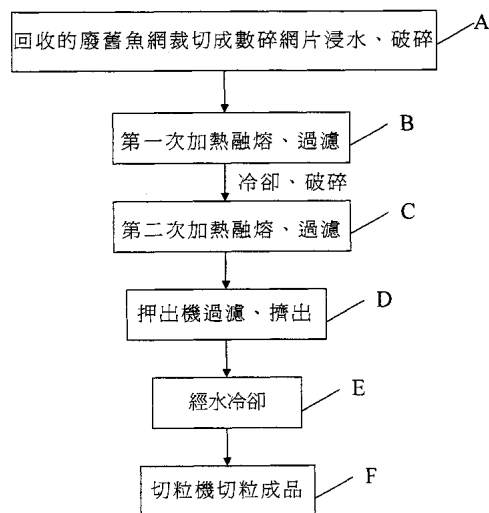 回收的廢舊魚網裁切成數碎網片浸水、破碎
A
第一次加熱融熔、過濾
B
冷卻、破碎
第二次加熱融熔、過濾
C
押出機過濾、擠出
D
經水冷卻
E
切粒機切粒成品
F